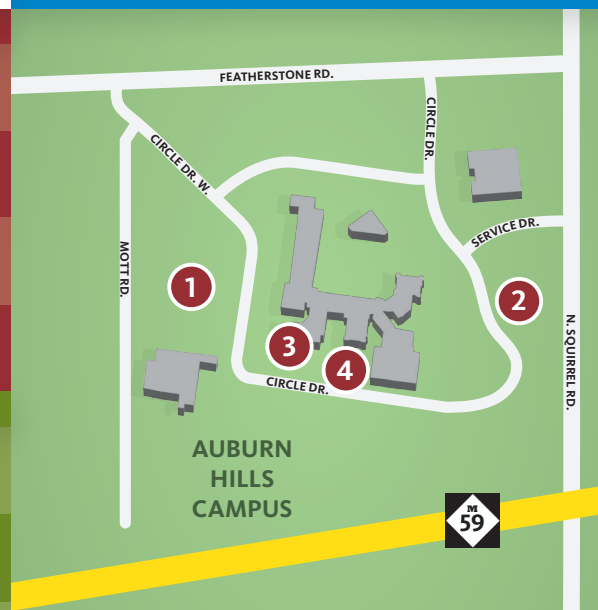 FEATHERSTONE RD.
CIRCLE DR.
CIRCLE DR. W.
SERVICE DR.
MOTT RD.
1
2
N. SQUIRREL RD.
3
4
CIRCLE DR.
AUBURN
HILLS
CAMPUS
M
59